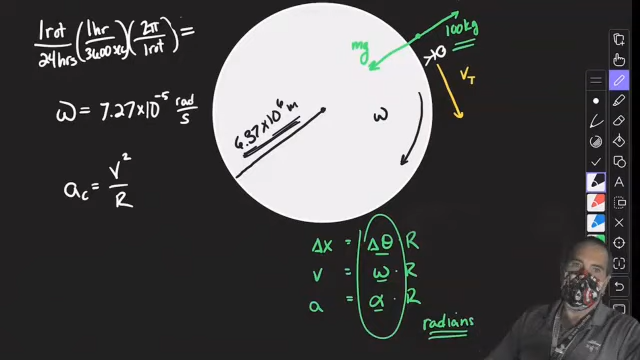 1rot/24hrs (1hr/3600sec) (2π/1rot) =
ω = 7.27×10⁻⁵ rad/s
a_c = v²/R
6.37×10⁶ m
mg
100kg
v_T
ω
Δx = Δθ · R
v = ω · R
a = α · R
radians